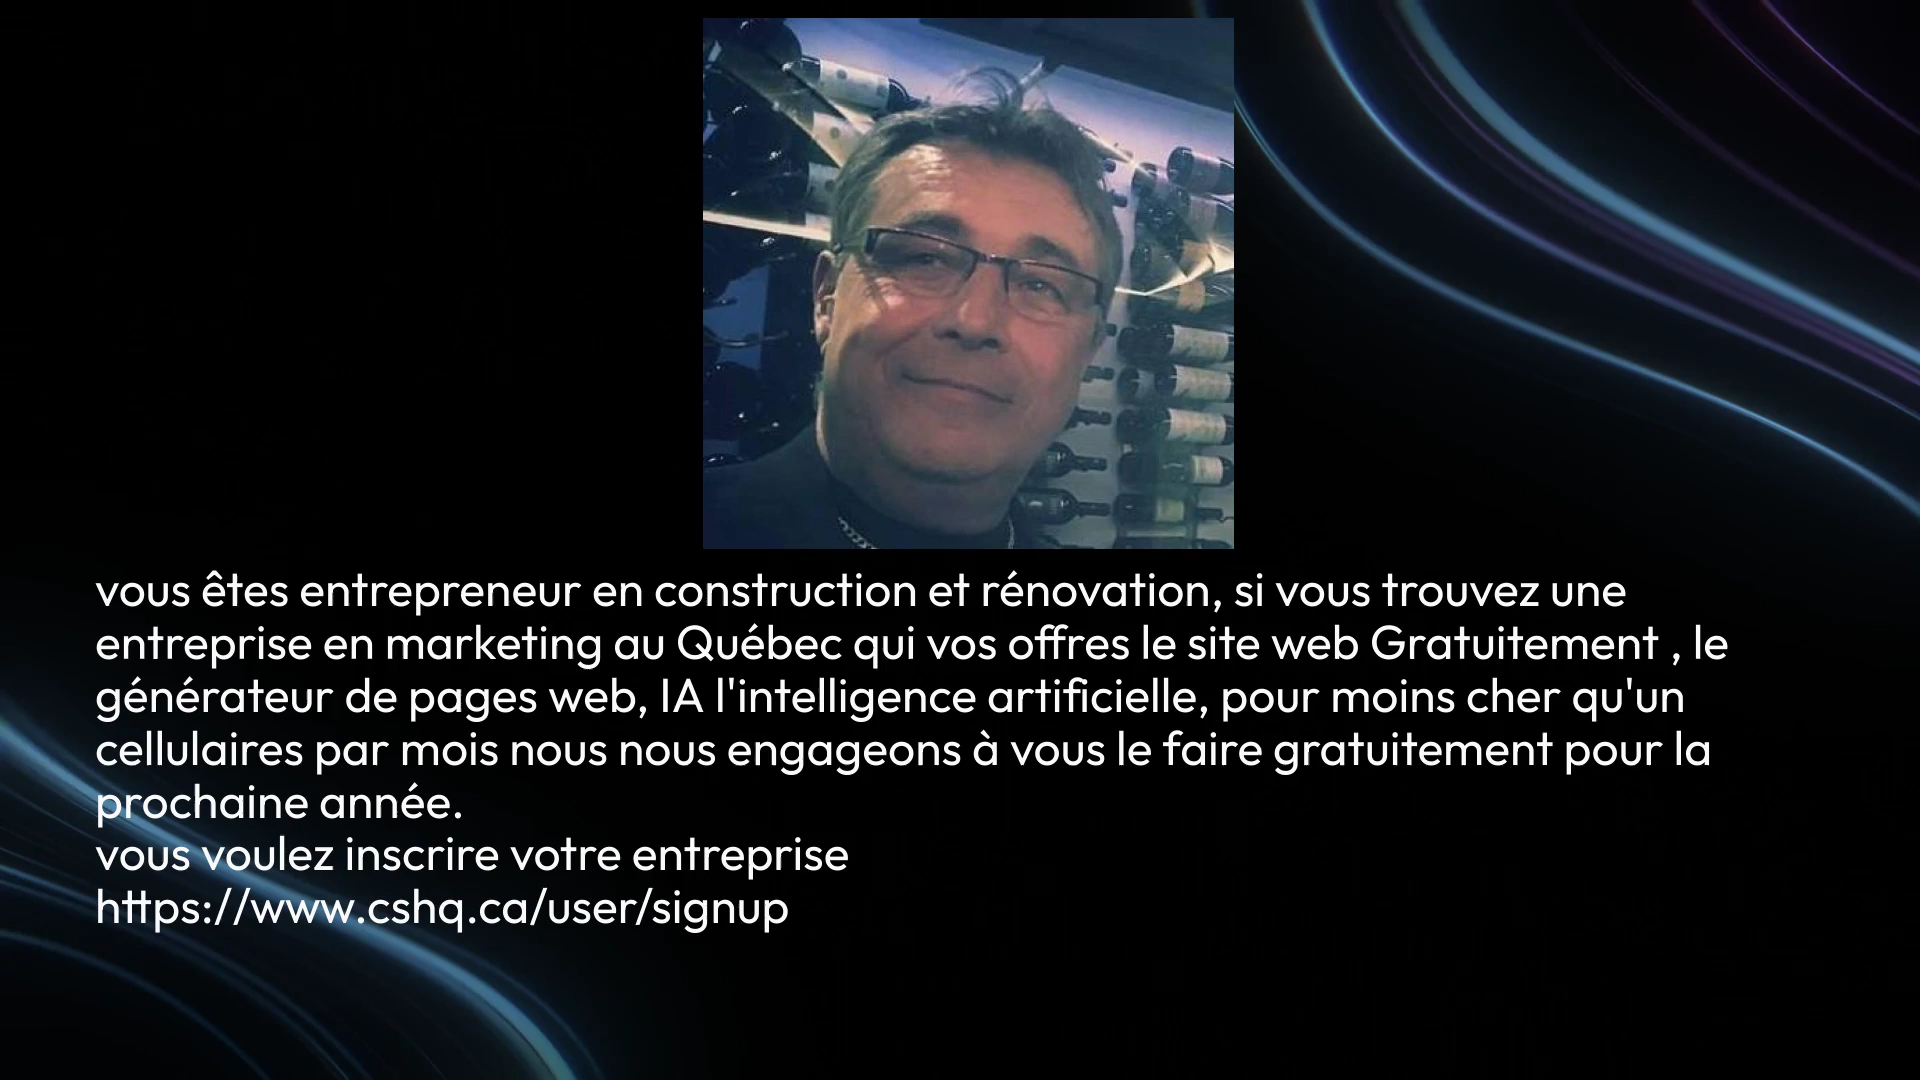 vous êtes entrepreneur en construction et rénovation, si vous trouvez une
entreprise en marketing au Québec qui vos offres le site web Gratuitement , le
générateur de pages web, IA l'intelligence artificielle, pour moins cher qu'un
cellulaires par mois nous nous engageons à vous le faire gratuitement pour la
prochaine année.
vous voulez inscrire votre entreprise
https://www.cshq.ca/user/signup